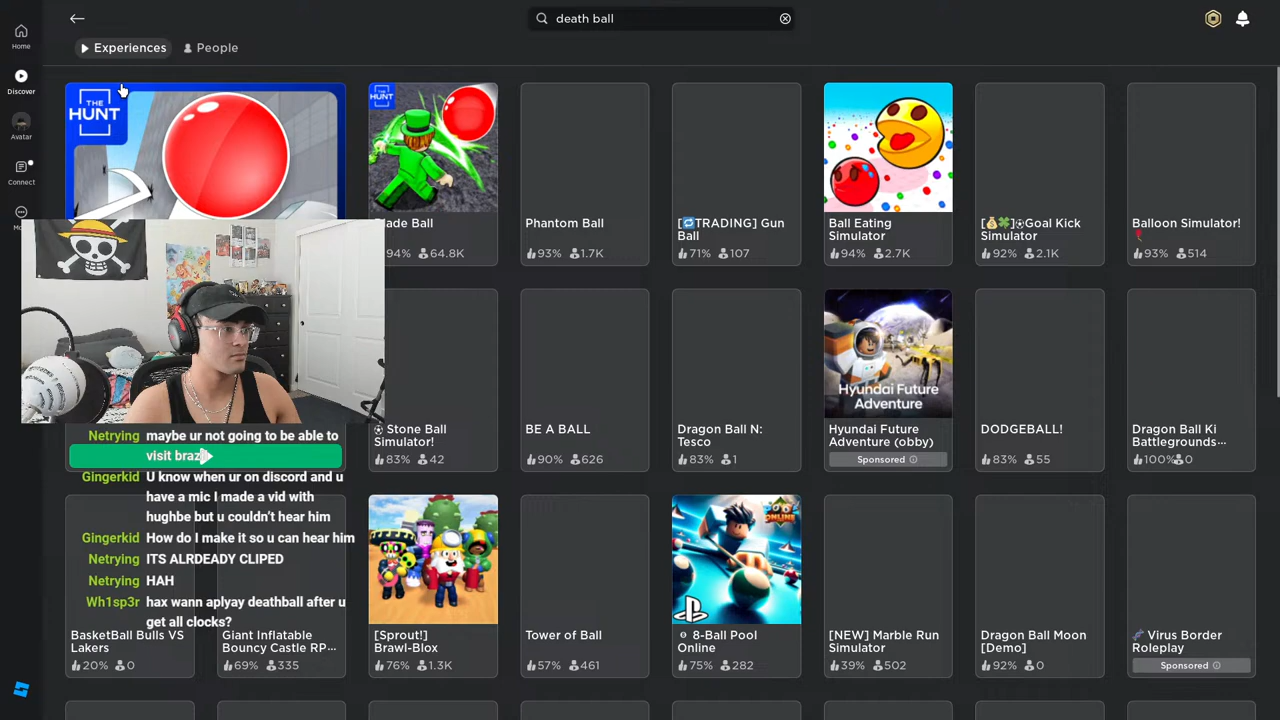 death ball
Experiences
People
Home
Discover
Avatar
Connect
THE
HUNT
THE
HUNT
Blade Ball
94% 64.8K
Phantom Ball
93% 1.7K
[🔁TRADING] Gun
Ball
71% 107
Ball Eating
Simulator
94% 2.7K
[💰🍀]⚽Goal Kick
Simulator
92% 2.1K
Balloon Simulator!
🎈
93% 514
⚽ Stone Ball
Simulator!
83% 42
BE A BALL
90% 626
Dragon Ball N:
Tesco
83% 1
Hyundai Future
Adventure
Hyundai Future
Adventure (obby)
Sponsored
DODGEBALL!
83% 55
Dragon Ball Ki
Battlegrounds…
100% 0
Netrying maybe ur not going to be able to
visit brazil
Gingerkid U know when ur on discord and u
have a mic I made a vid with
hughbe but u couldn't hear him
Gingerkid How do I make it so u can hear him
Netrying ITS ALRDEADY CLIPED
Netrying HAH
Wh1sp3r hax wann aplyay deathball after u
get all clocks?
BasketBall Bulls VS
Lakers
20% 0
Giant Inflatable
Bouncy Castle RP…
69% 335
[Sprout!]
Brawl-Blox
76% 1.3K
Tower of Ball
57% 461
ONLINE
8-Ball Pool
Online
75% 282
[NEW] Marble Run
Simulator
39% 502
Dragon Ball Moon
[Demo]
92% 0
🧬 Virus Border
Roleplay
Sponsored